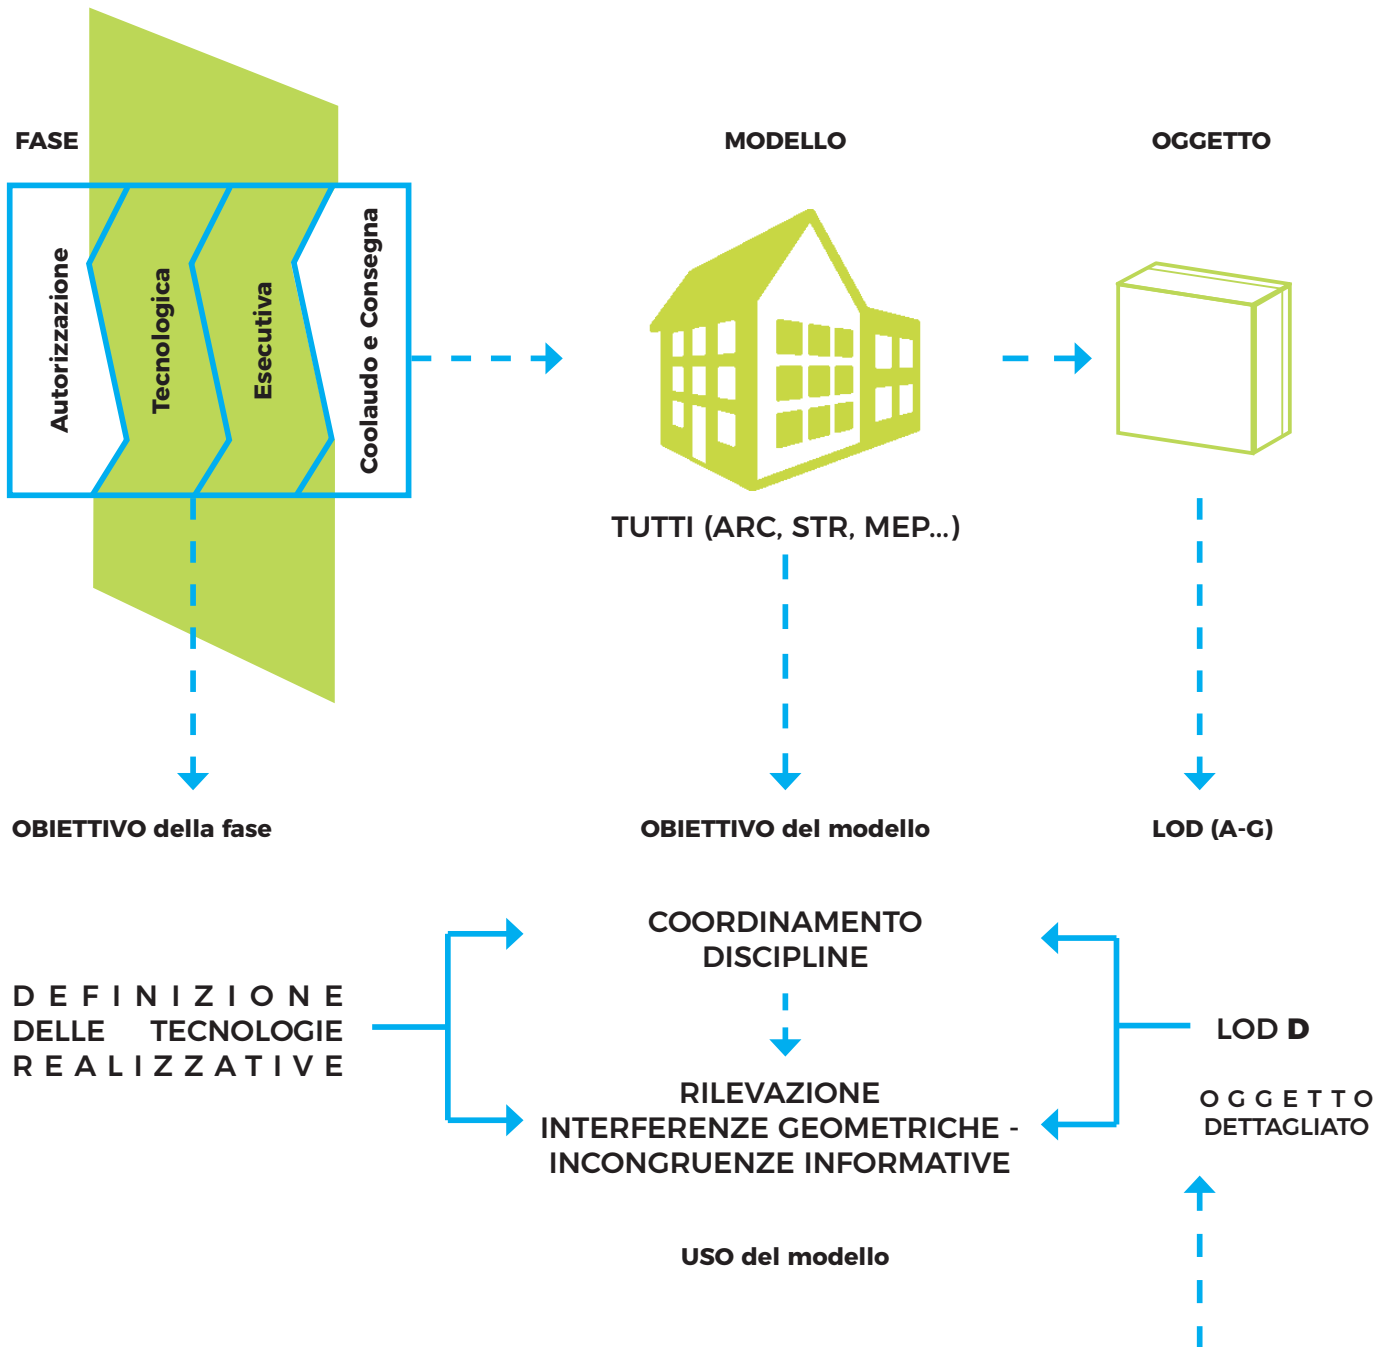 FASE
MODELLO
OGGETTO
Autorizzazione
Tecnologica
Esecutiva
Coolaudo e Consegna
TUTTI (ARC, STR, MEP...)
OBIETTIVO della fase
OBIETTIVO del modello
LOD (A-G)
DEFINIZIONE
DELLE TECNOLOGIE
REALIZZATIVE
COORDINAMENTO
DISCIPLINE
RILEVAZIONE
INTERFERENZE GEOMETRICHE -
INCONGRUENZE INFORMATIVE
LOD D
OGGETTO
DETTAGLIATO
USO del modello